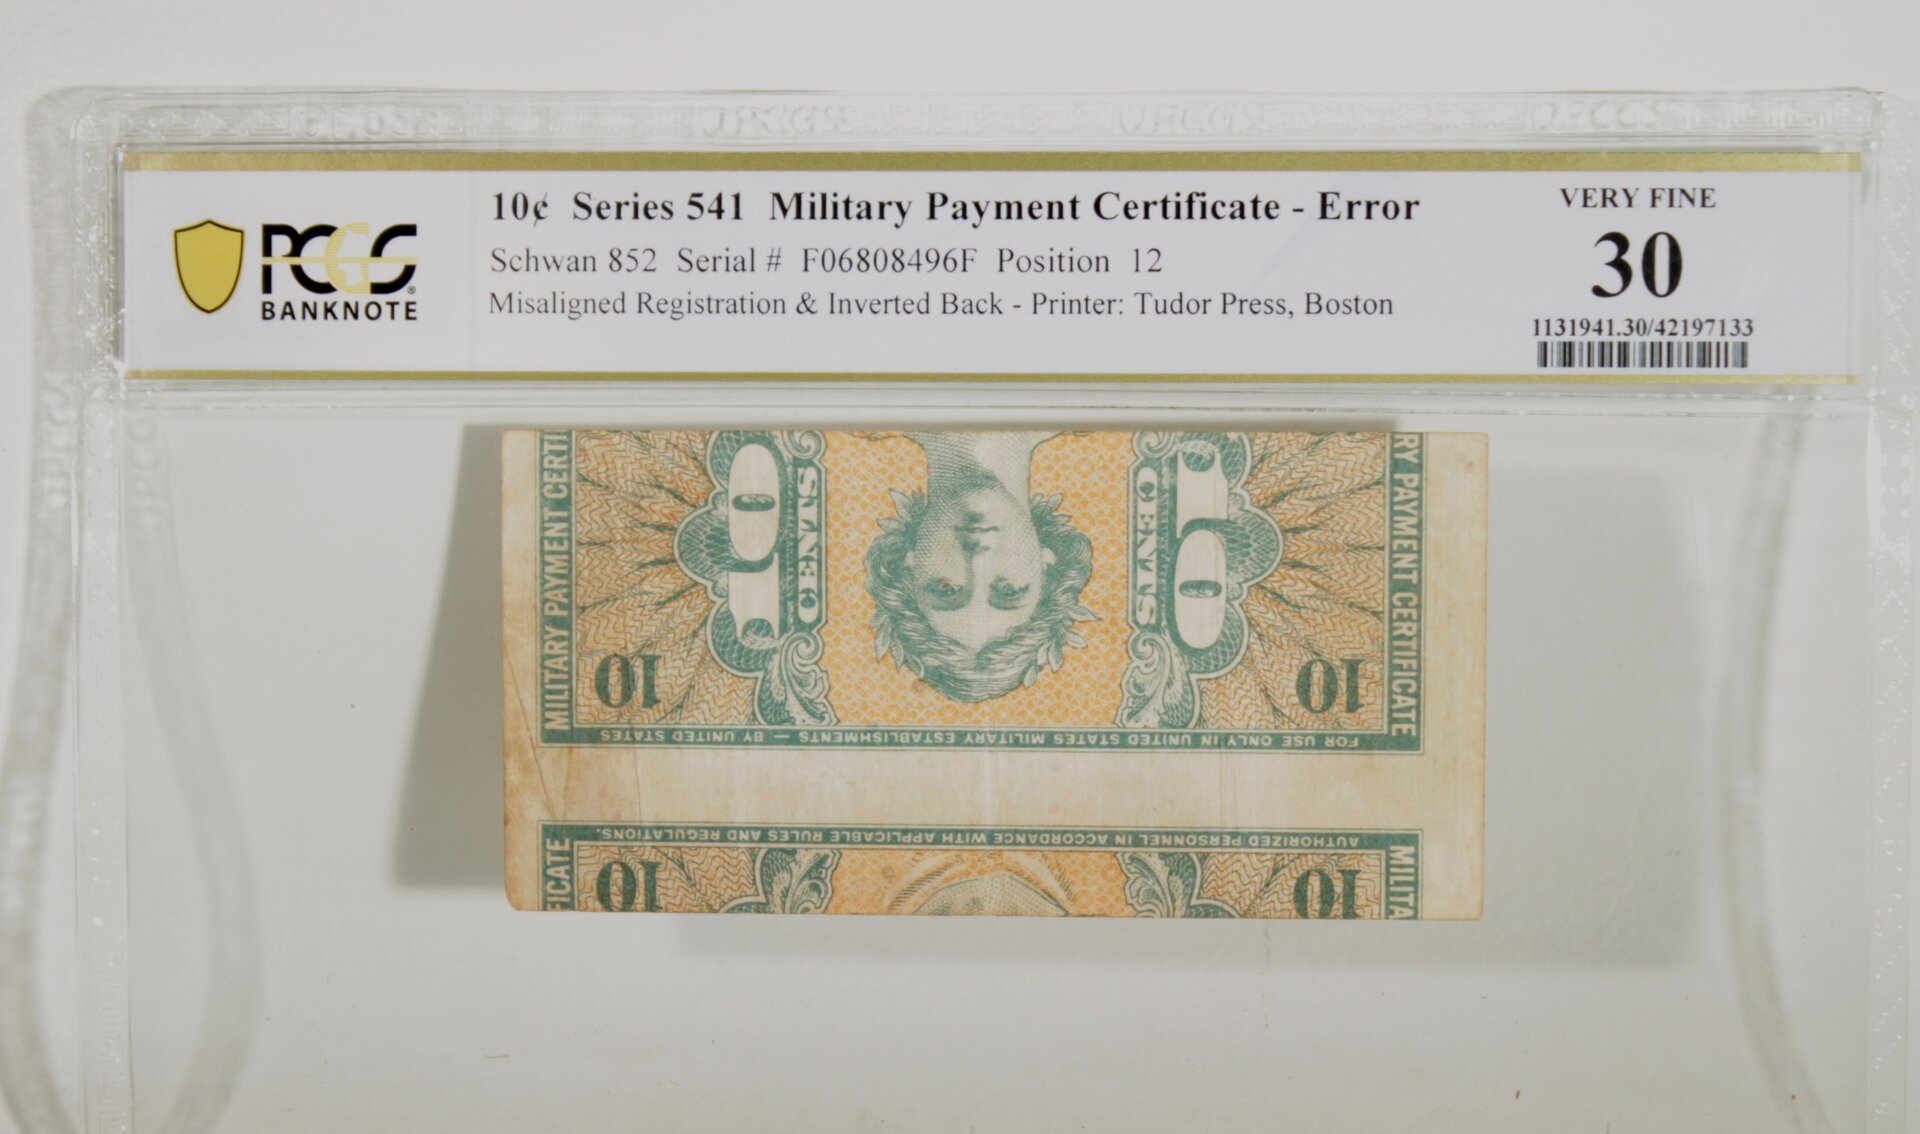 10¢ Series 541 Military Payment Certificate - Error
Schwan 852 Serial # F06808496F Position 12
Misaligned Registration & Inverted Back - Printer: Tudor Press, Boston
PCGS
BANKNOTE
VERY FINE
30
1131941.30/42197133
MILITARY PAYMENT CERTI
10 CENTS
10 CENTS
RY PAYMENT CERTIFICATE
10
10
FOR USE ONLY IN UNITED STATES MILITARY ESTABLISHMENTS — BY UNITED STATES
AUTHORIZED PERSONNEL IN ACCORDANCE WITH APPLICABLE RULES AND REGULATIONS.
FICATE
10
10
MILITA